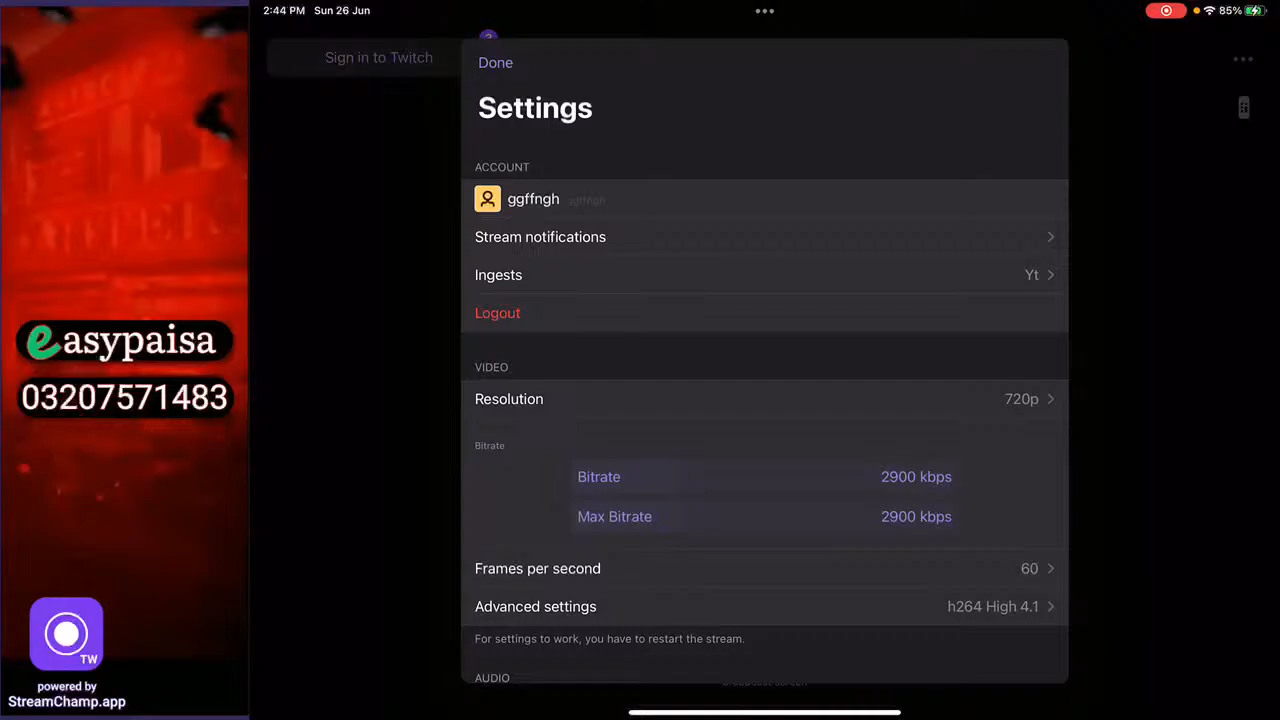 2:44 PM Sun 26 Jun
85%
Sign in to Twitch
Done
Settings
ACCOUNT
ggffngh ggffngh
Stream notifications
Ingests Yt
Logout
VIDEO
Resolution 720p
Bitrate
Bitrate 2900 kbps
Max Bitrate 2900 kbps
Frames per second 60
Advanced settings h264 High 4.1
For settings to work, you have to restart the stream.
AUDIO
easypaisa
03207571483
TW
powered by
StreamChamp.app